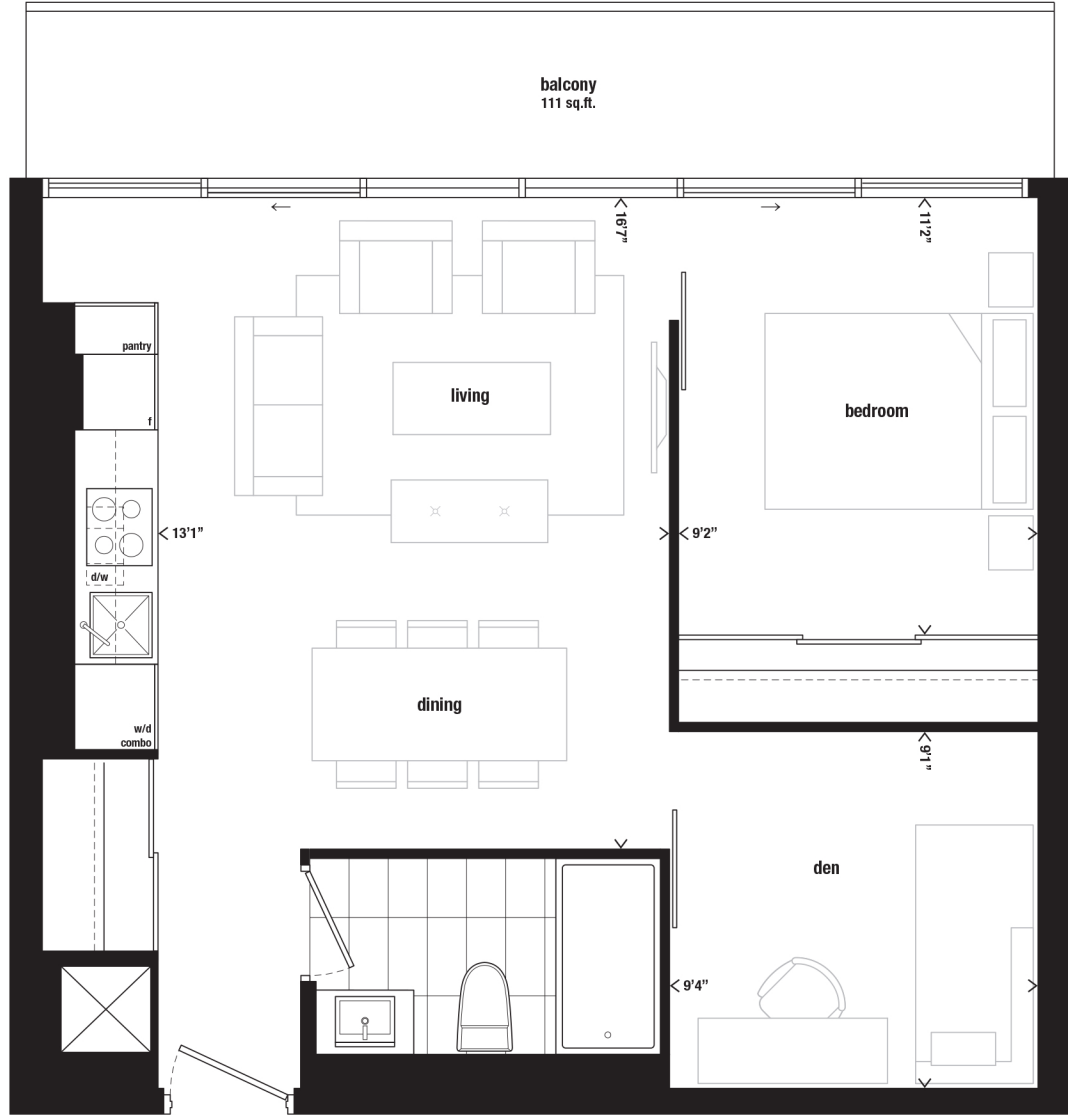 balcony
111 sq.ft.
16'7"
11'2"
pantry
f
living
bedroom
13'1"
9'2"
d/w
dining
w/d
combo
9'1"
den
9'4"